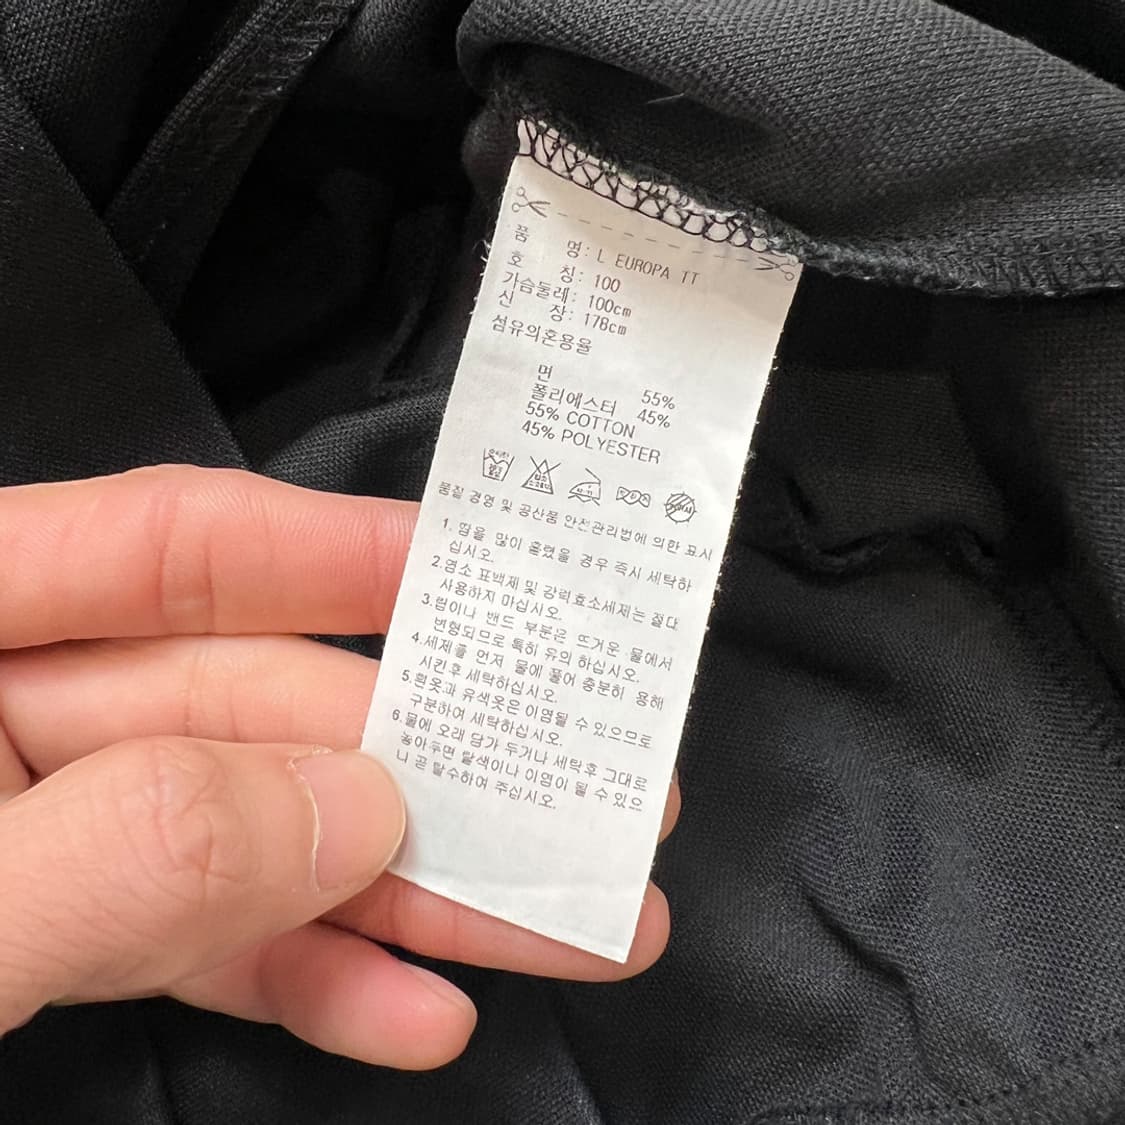 품 명: L EUROPA TT
호 칭: 100
가슴둘레: 100cm
신 장: 178cm
섬유의혼용율
면 55%
폴리에스터 45%
55% COTTON
45% POLYESTER
품질 경영 및 공산품 안전관리법에 의한 표시
1. 땀을 많이 흘렸을 경우 즉시 세탁하
십시오.
2.염소 표백제 및 강력효소세제는 절대
사용하지 마십시오.
3.립이나 밴드 부분은 뜨거운 물에서
변형되므로 특히 유의 하십시오.
4.세제를 먼저 물에 풀어 충분히 용해
시킨후 세탁하십시오.
5.흰옷과 유색옷은 이염될 수 있으므로
구분하여 세탁하십시오.
6.물에 오래 담가 두거나 세탁후 그대로
놓아두면 탈색이나 이염이 될 수 있으
니 곧 탈수하여 주십시오.